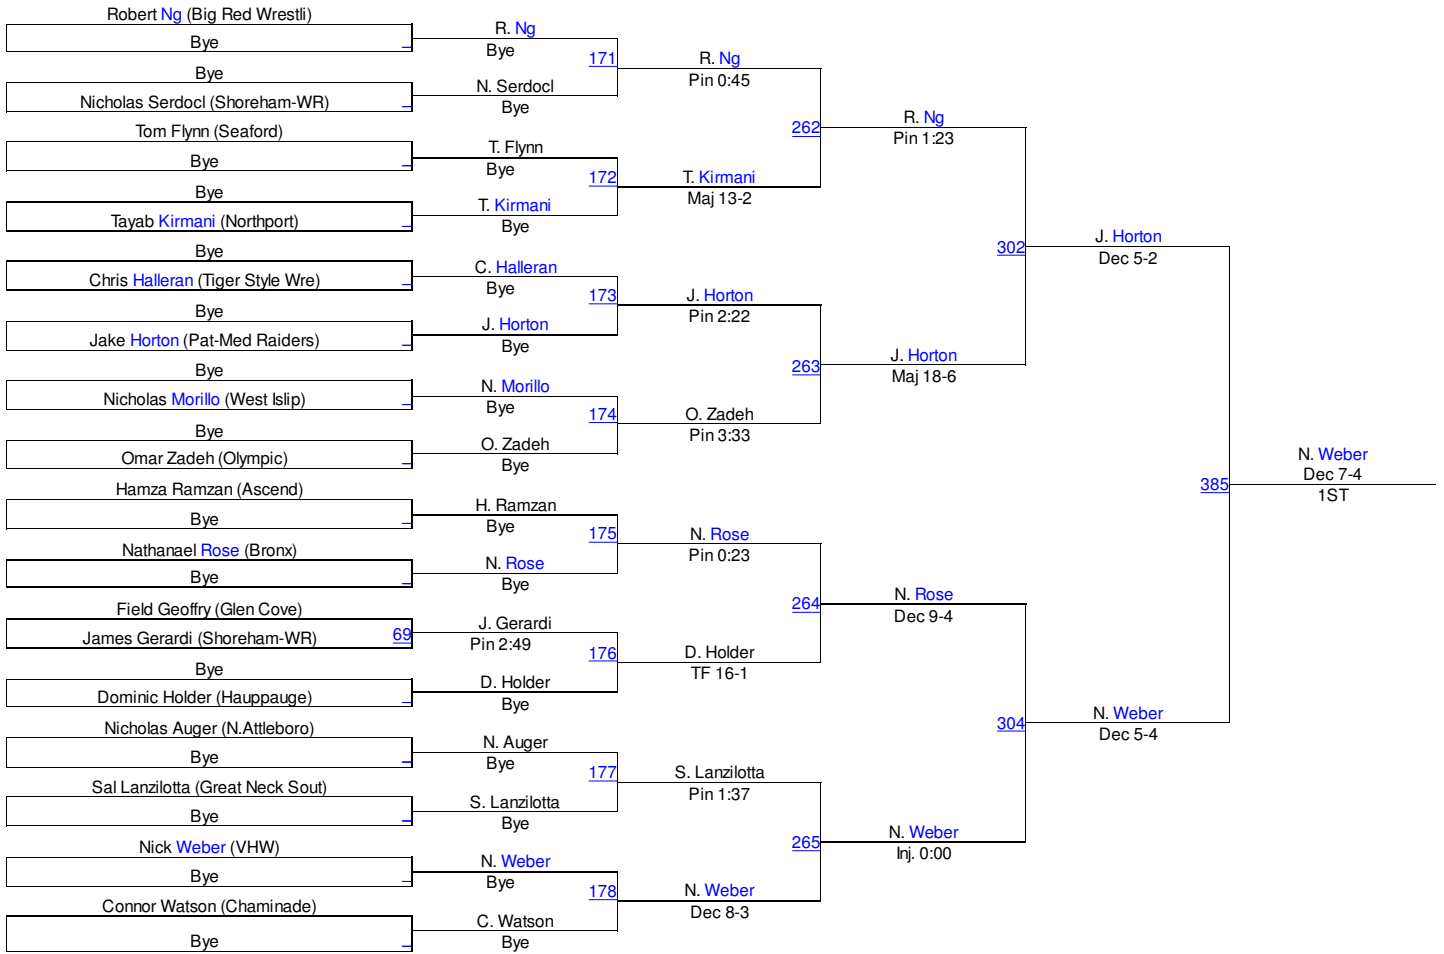 Robert Ng (Big Red Wrestli)
Bye
Bye
Nicholas Serdocl (Shoreham-WR)
Tom Flynn (Seaford)
Bye
Bye
Tayab Kirmani (Northport)
Bye
Chris Halleran (Tiger Style Wre)
Bye
Jake Horton (Pat-Med Raiders)
Bye
Nicholas Morillo (West Islip)
Bye
Omar Zadeh (Olympic)
Hamza Ramzan (Ascend)
Bye
Nathanael Rose (Bronx)
Bye
Field Geoffry (Glen Cove)
James Gerardi (Shoreham-WR)
69
Bye
Dominic Holder (Hauppauge)
Nicholas Auger (N.Attleboro)
Bye
Sal Lanzilotta (Great Neck Sout)
Bye
Nick Weber (VHW)
Bye
Connor Watson (Chaminade)
Bye
R. Ng
Bye
171
N. Serdocl
Bye
T. Flynn
Bye
172
T. Kirmani
Bye
C. Halleran
Bye
173
J. Horton
Bye
N. Morillo
Bye
174
O. Zadeh
Bye
H. Ramzan
Bye
175
N. Rose
Bye
J. Gerardi
Pin 2:49
176
D. Holder
Bye
N. Auger
Bye
177
S. Lanzilotta
Bye
N. Weber
Bye
178
C. Watson
Bye
R. Ng
Pin 0:45
262
T. Kirmani
Maj 13-2
J. Horton
Pin 2:22
263
O. Zadeh
Pin 3:33
N. Rose
Pin 0:23
264
D. Holder
TF 16-1
S. Lanzilotta
Pin 1:37
265
N. Weber
Dec 8-3
R. Ng
Pin 1:23
302
J. Horton
Maj 18-6
N. Rose
Dec 9-4
304
N. Weber
Inj. 0:00
J. Horton
Dec 5-2
385
N. Weber
Dec 5-4
N. Weber
Dec 7-4
1ST